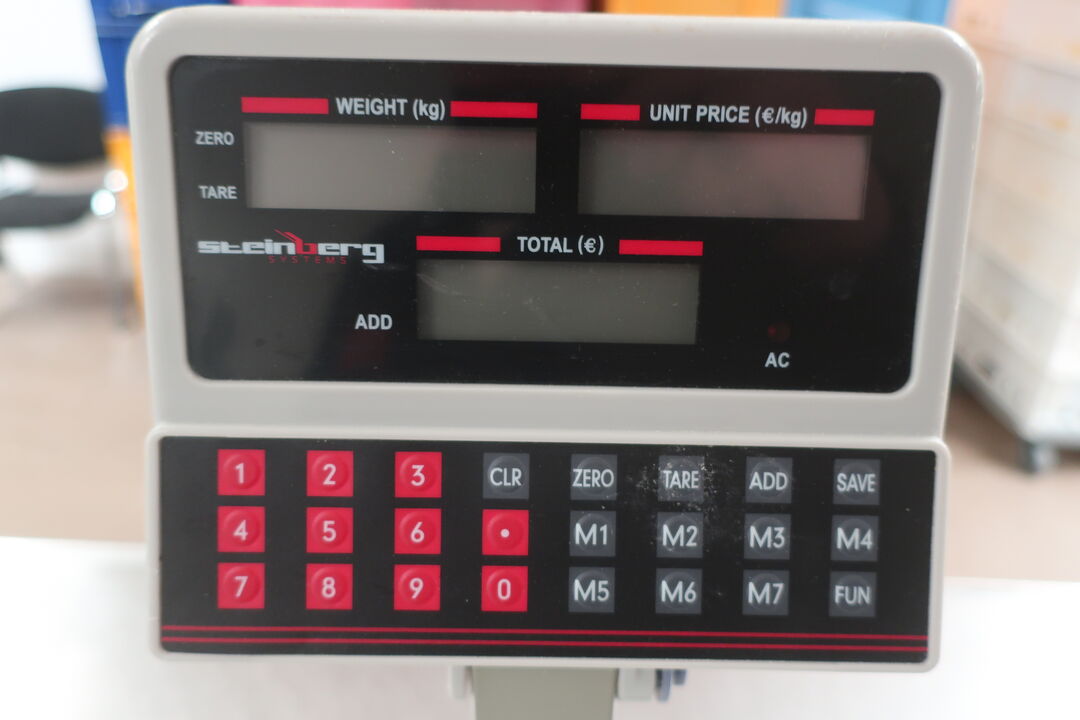 WEIGHT (kg) UNIT PRICE (€/kg)
ZERO
TARE
steinberg
SYSTEMS
TOTAL (€)
ADD
AC
1 2 3 CLR ZERO TARE ADD SAVE
4 5 6 • M1 M2 M3 M4
7 8 9 0 M5 M6 M7 FUN